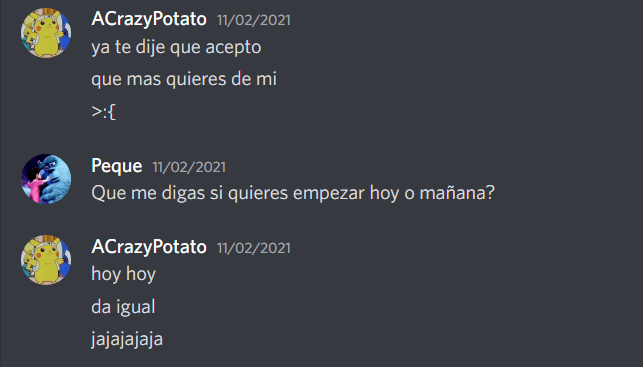 ACrazyPotato 11/02/2021
ya te dije que acepto
que mas quieres de mi
>:{
Peque 11/02/2021
Que me digas si quieres empezar hoy o mañana?
ACrazyPotato 11/02/2021
hoy hoy
da igual
jajajajaja